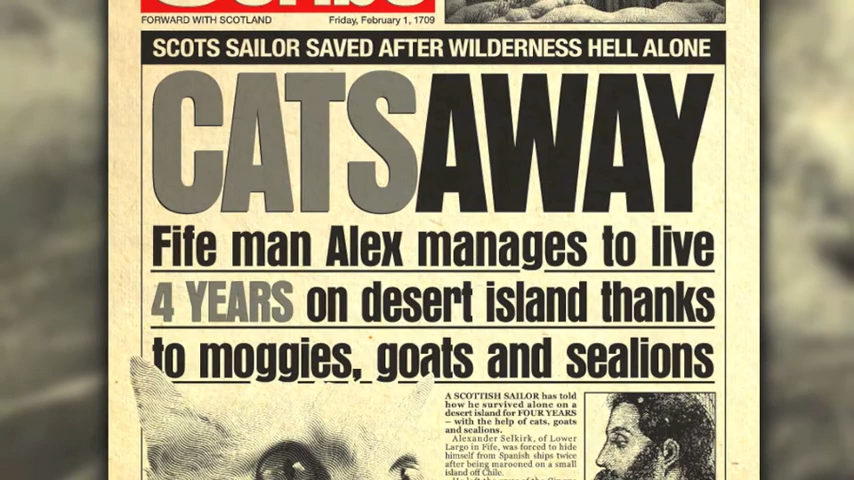 FORWARD WITH SCOTLAND
Friday, February 1, 1709
SCOTS SAILOR SAVED AFTER WILDERNESS HELL ALONE
CATSAWAY
Fife man Alex manages to live
4 YEARS on desert island thanks
to moggies, goats and sealions
A SCOTTISH SAILOR has told
how he survived alone on a
desert island for FOUR YEARS
– with the help of cats, goats
and sealions.
Alexander Selkirk, of Lower
Largo in Fife, was forced to hide
himself from Spanish ships twice
after being marooned on a small
island off Chile.